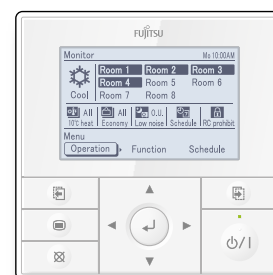 FUJITSU
Monitor Mo 10:00AM
Room 1 Room 2 Room 3
Room 4 Room 5 Room 6
Cool Room 7 Room 8
All All O.U.
10℃ heat Economy Low noise Schedule RC prohibit
Menu
Operation Function Schedule